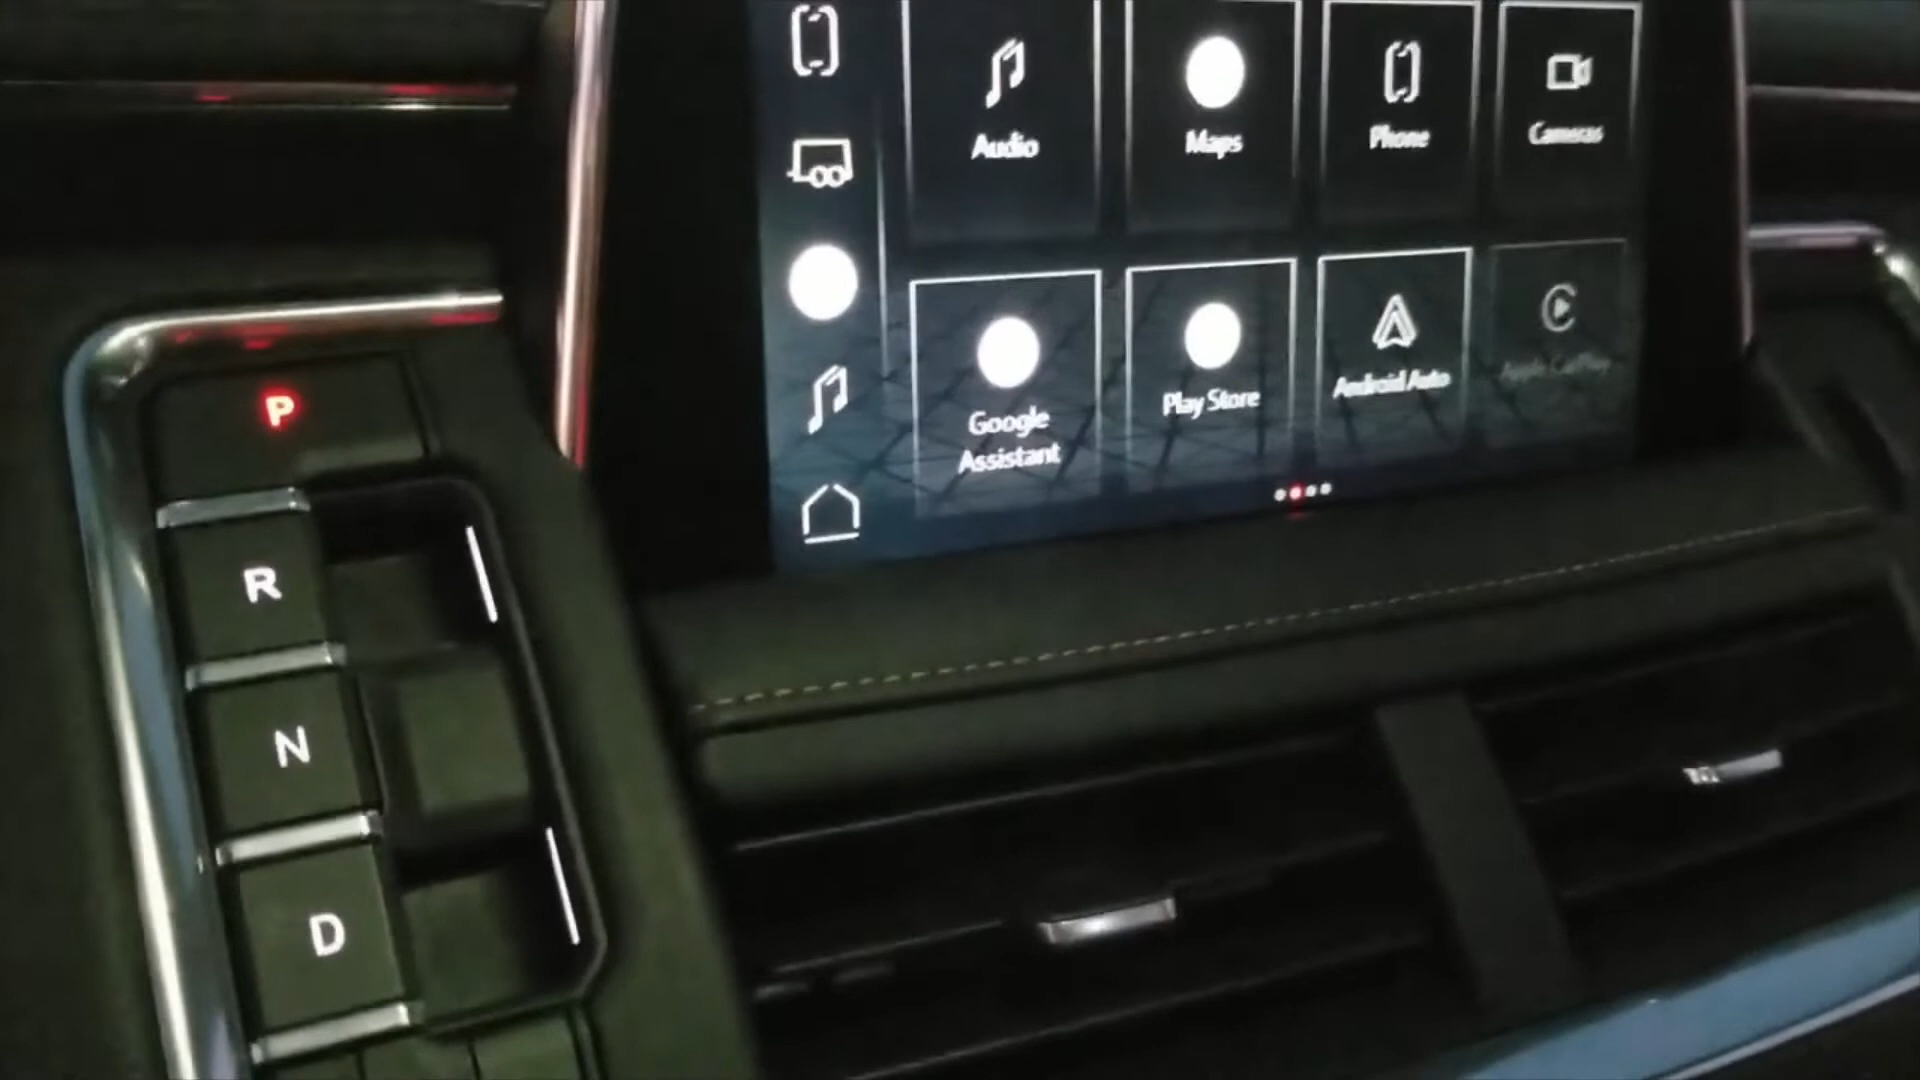 Audio
Maps
Phone
Cameras
Google
Assistant
Play Store
Android Auto
Apple CarPlay
P
R
N
D